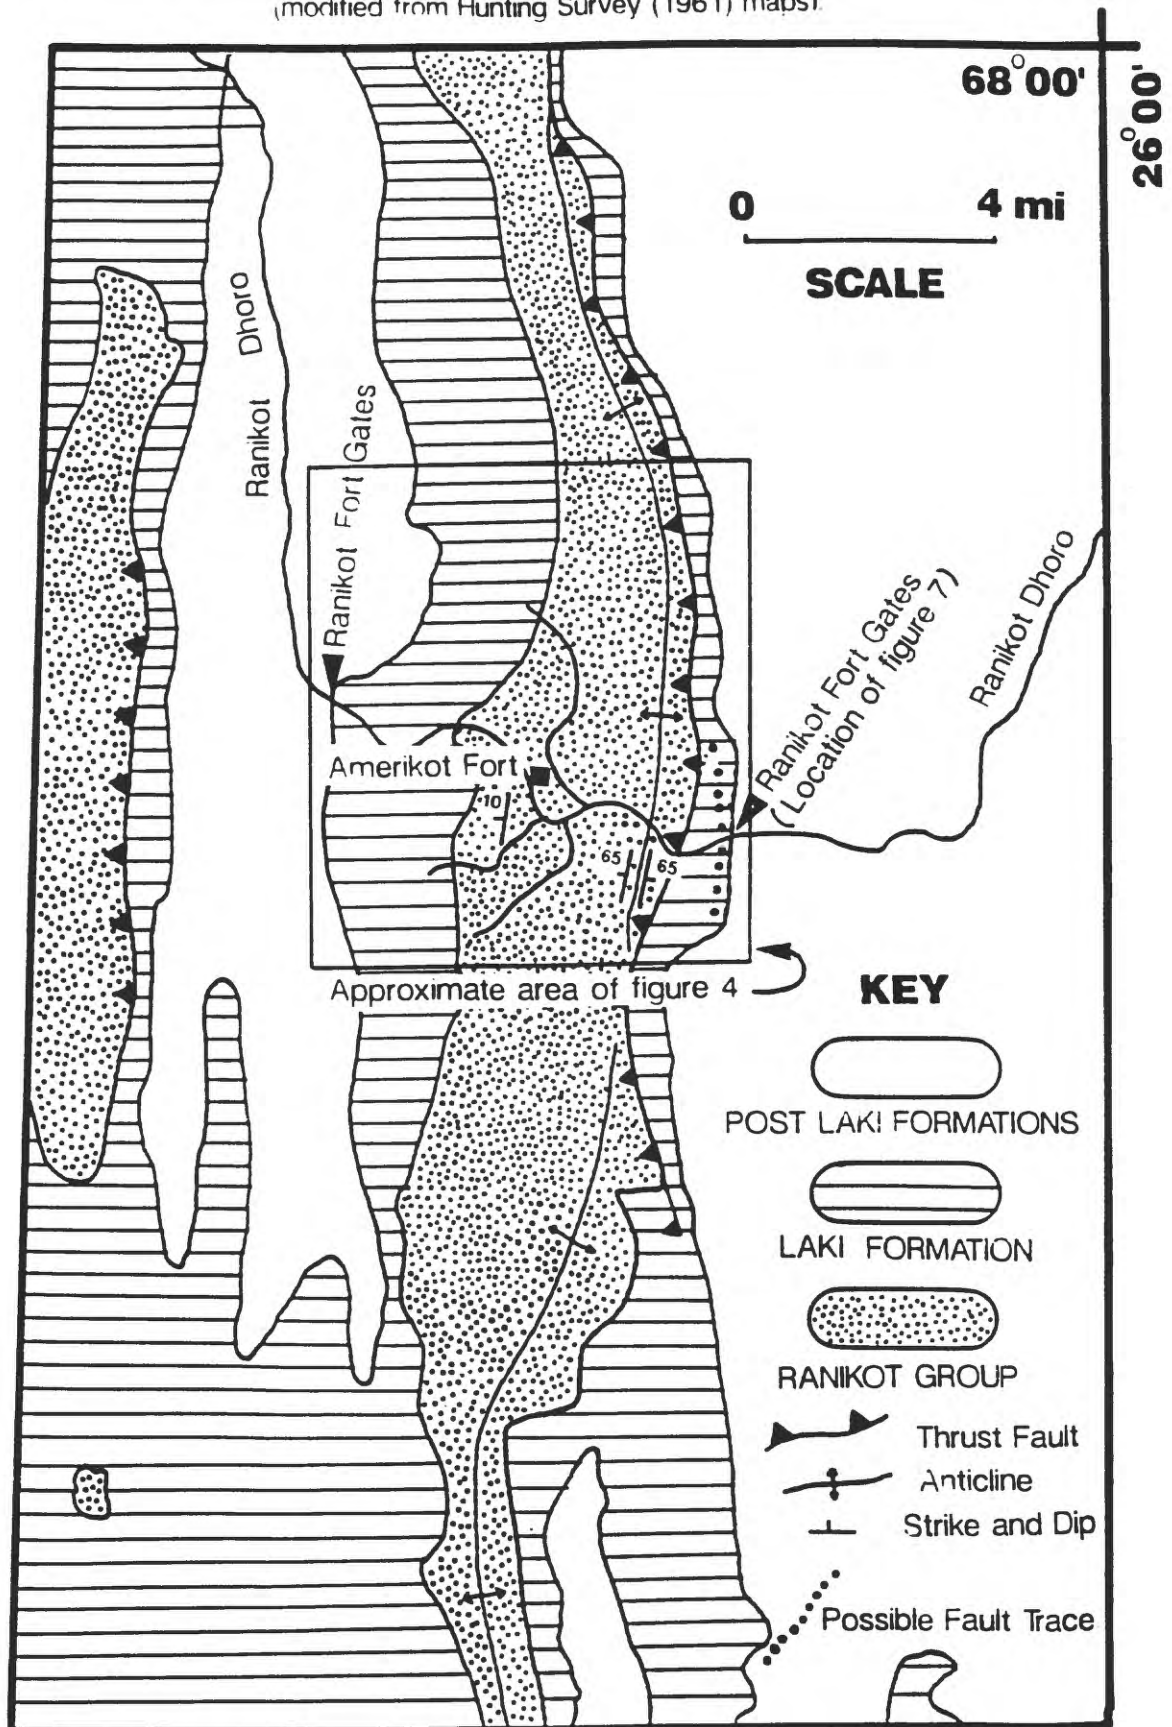 (modified from Hunting Survey (1961) maps).
68°00'
26°00'
0 4 mi
SCALE
Ranikot Dhoro
Ranikot Fort Gates
Ranikot Fort Gates
(Location of figure 7)
Ranikot Dhoro
Amerikot Fort
10
65
65
Approximate area of figure 4
KEY
POST LAKI FORMATIONS
LAKI FORMATION
RANIKOT GROUP
Thrust Fault
Anticline
Strike and Dip
Possible Fault Trace